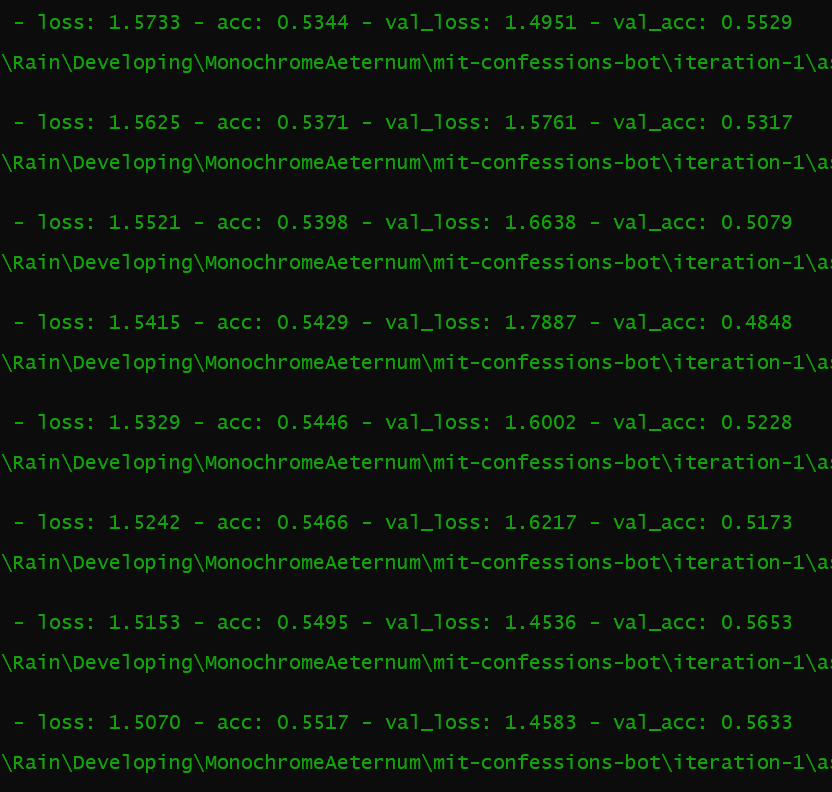 - loss: 1.5733 - acc: 0.5344 - val_loss: 1.4951 - val_acc: 0.5529
\Rain\Developing\MonochromeAeternum\mit-confessions-bot\iteration-1\as
- loss: 1.5625 - acc: 0.5371 - val_loss: 1.5761 - val_acc: 0.5317
\Rain\Developing\MonochromeAeternum\mit-confessions-bot\iteration-1\as
- loss: 1.5521 - acc: 0.5398 - val_loss: 1.6638 - val_acc: 0.5079
\Rain\Developing\MonochromeAeternum\mit-confessions-bot\iteration-1\as
- loss: 1.5415 - acc: 0.5429 - val_loss: 1.7887 - val_acc: 0.4848
\Rain\Developing\MonochromeAeternum\mit-confessions-bot\iteration-1\as
- loss: 1.5329 - acc: 0.5446 - val_loss: 1.6002 - val_acc: 0.5228
\Rain\Developing\MonochromeAeternum\mit-confessions-bot\iteration-1\as
- loss: 1.5242 - acc: 0.5466 - val_loss: 1.6217 - val_acc: 0.5173
\Rain\Developing\MonochromeAeternum\mit-confessions-bot\iteration-1\as
- loss: 1.5153 - acc: 0.5495 - val_loss: 1.4536 - val_acc: 0.5653
\Rain\Developing\MonochromeAeternum\mit-confessions-bot\iteration-1\as
- loss: 1.5070 - acc: 0.5517 - val_loss: 1.4583 - val_acc: 0.5633
\Rain\Developing\MonochromeAeternum\mit-confessions-bot\iteration-1\as